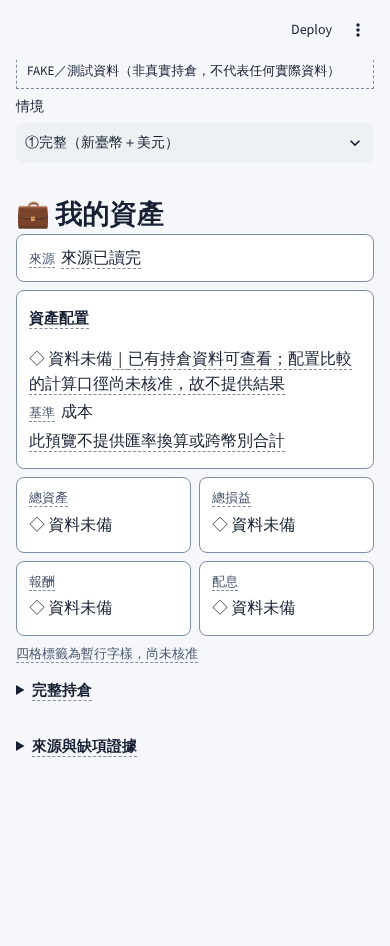 Deploy
FAKE／測試資料（非真實持倉，不代表任何實際資料）
情境
①完整（新臺幣＋美元）
💼 我的資產
來源 來源已讀完
資產配置
◇ 資料未備｜已有持倉資料可查看；配置比較
的計算口徑尚未核准，故不提供結果
基準 成本
此預覽不提供匯率換算或跨幣別合計
總資產
◇ 資料未備
總損益
◇ 資料未備
報酬
◇ 資料未備
配息
◇ 資料未備
四格標籤為暫行字樣，尚未核准
▶ 完整持倉
▶ 來源與缺項證據